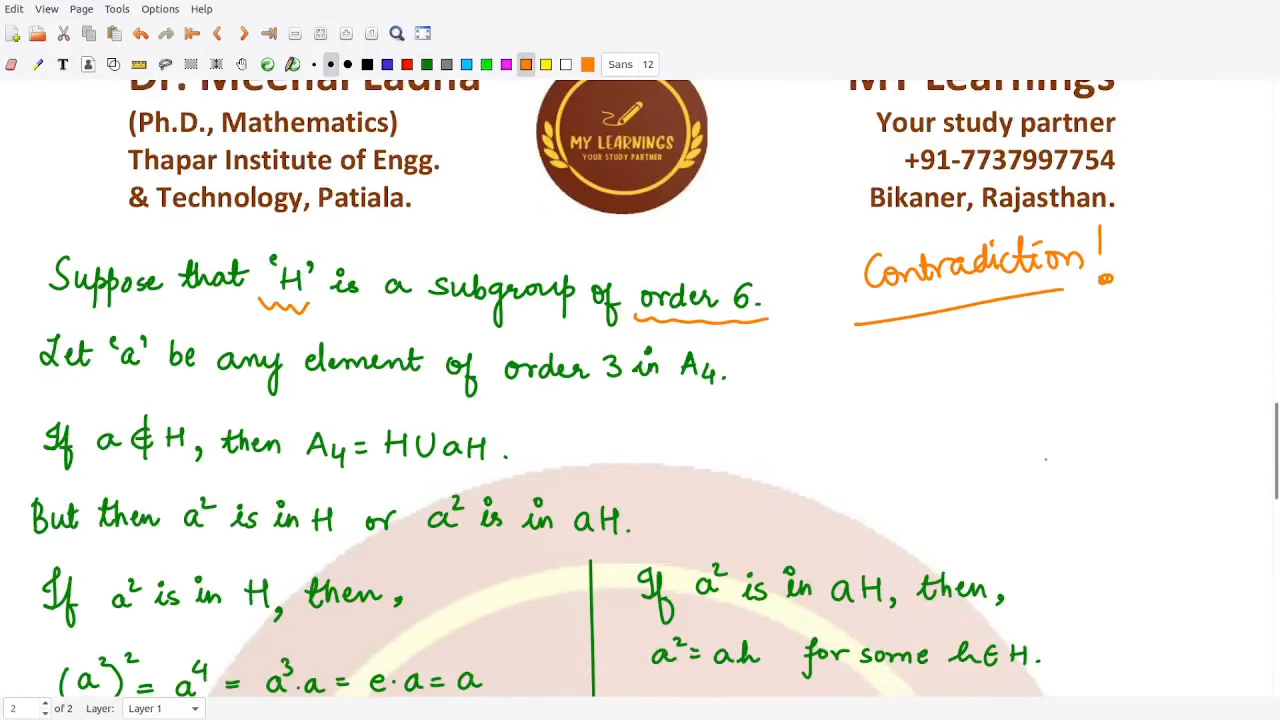 Edit View Page Tools Options Help
T Sans 12
Dr. Meenal Ladha
(Ph.D., Mathematics)
Thapar Institute of Engg.
& Technology, Patiala.
MY LEARNINGS
YOUR STUDY PARTNER
MY Learnings
Your study partner
+91-7737997754
Bikaner, Rajasthan.
Suppose that 'H' is a subgroup of order 6.
Contradiction!
Let 'a' be any element of order 3 in A₄.
If a ∉ H, then A₄ = H ∪ aH.
But then a² is in H or a² is in aH.
If a² is in H, then,
(a²)² = a⁴ = a³·a = e·a = a
If a² is in aH, then,
a² = ah for some h ∈ H.
2 of 2 Layer: Layer 1